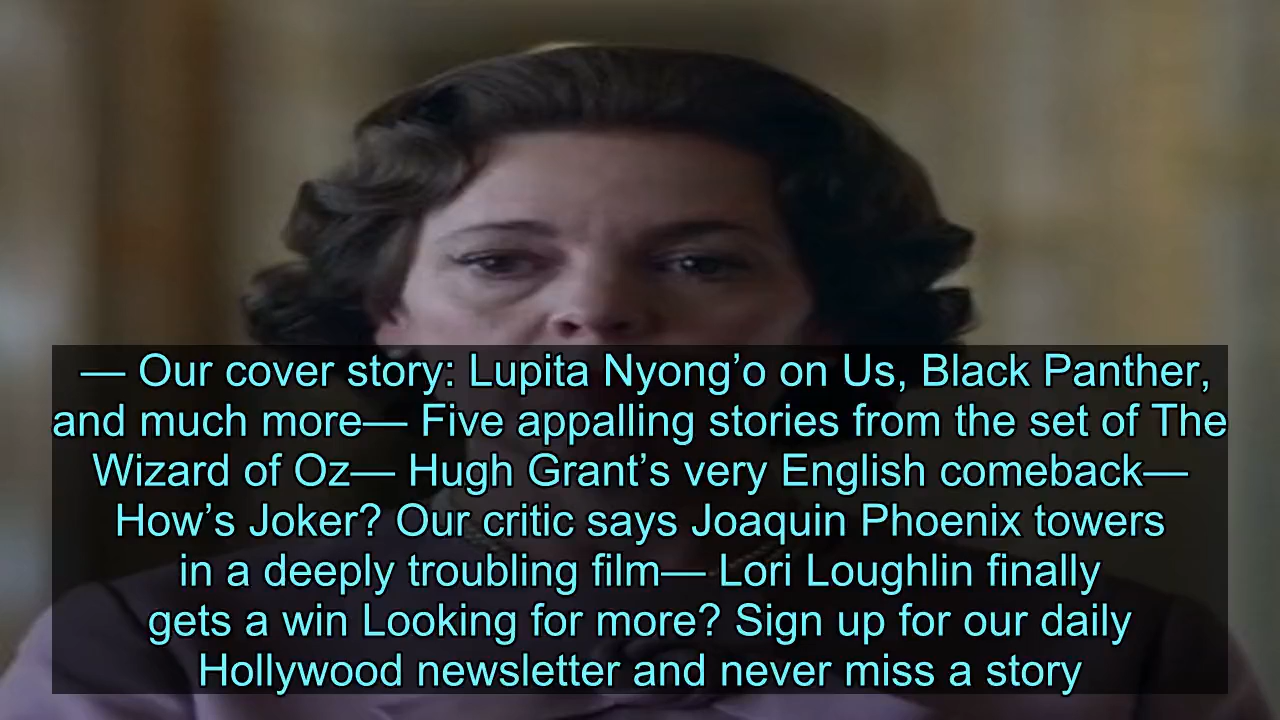 — Our cover story: Lupita Nyong’o on Us, Black Panther,
and much more— Five appalling stories from the set of The
Wizard of Oz— Hugh Grant’s very English comeback—
How’s Joker? Our critic says Joaquin Phoenix towers
in a deeply troubling film— Lori Loughlin finally
gets a win Looking for more? Sign up for our daily
Hollywood newsletter and never miss a story